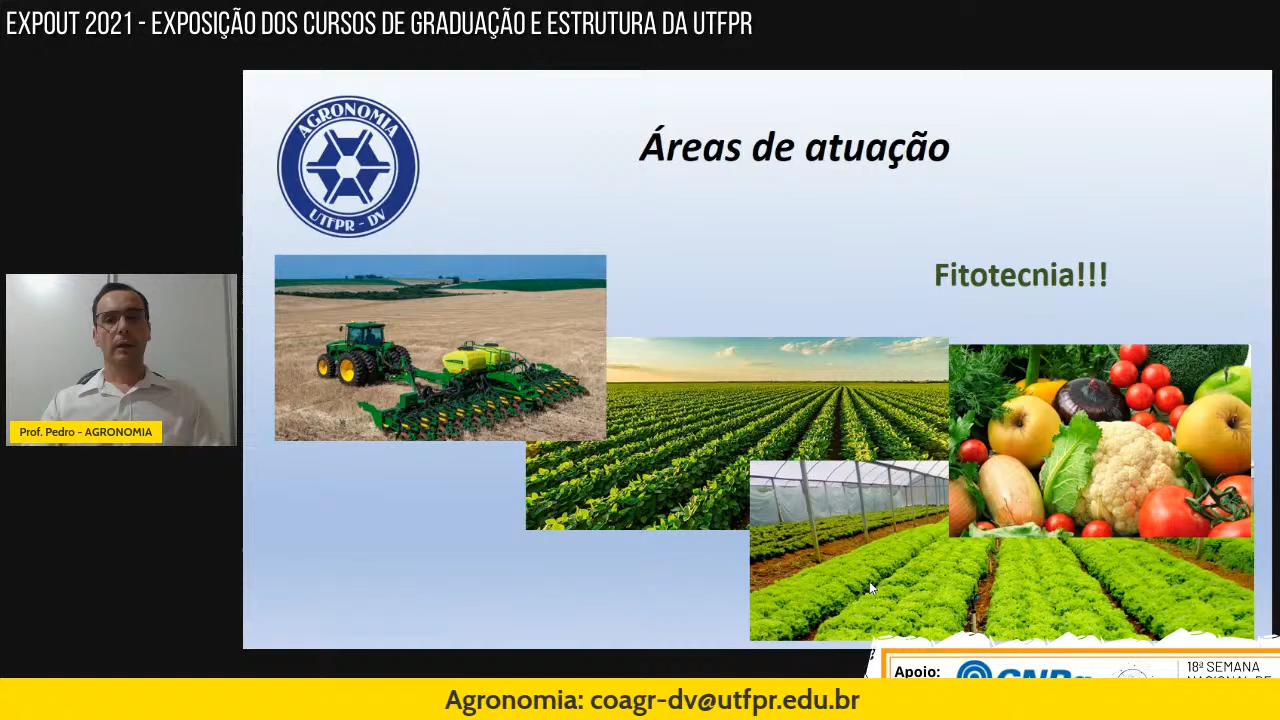 EXPOUT 2021 - EXPOSIÇÃO DOS CURSOS DE GRADUAÇÃO E ESTRUTURA DA UTFPR
AGRONOMIA
UTFPR - DV
Áreas de atuação
Fitotecnia!!!
Prof. Pedro - AGRONOMIA
Apoio:
18ª SEMANA
Agronomia: coagr-dv@utfpr.edu.br